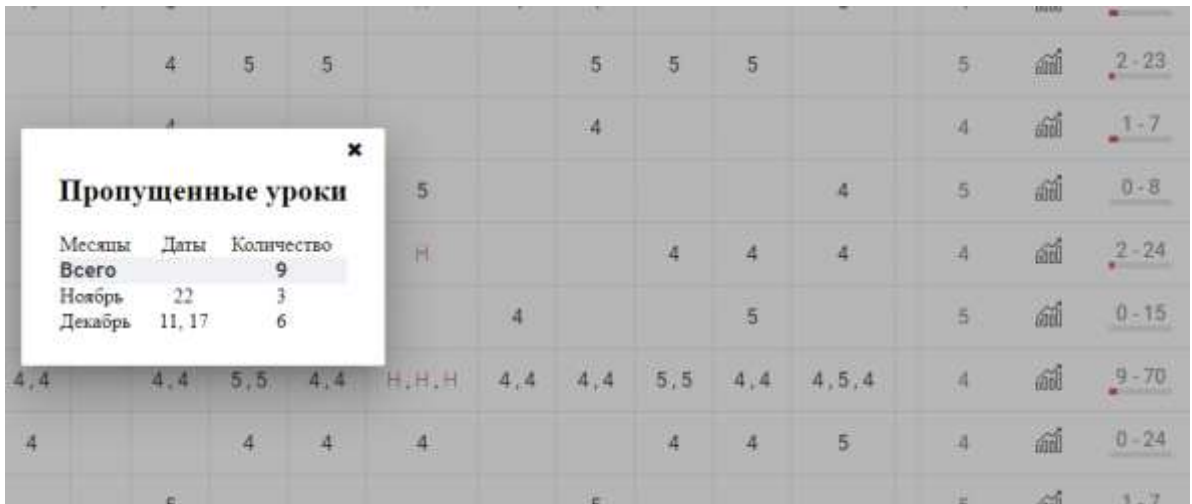 4 5 5 5 5 5 5 2 - 23
4 4 1 - 7
✖
Пропущенные уроки
5 4 5 0 - 8
Месяцы Даты Количество
Н 4 4 4 4 2 - 24
Всего 9
Ноябрь 22 3
4 5 5 0 - 15
Декабрь 11, 17 6
4,4 4,4 5,5 4,4 Н,Н,Н 4,4 4,4 5,5 4,4 4,5,4 4 9 - 70
4 4 4 4 4 4 5 4 0 - 24
1 - 7